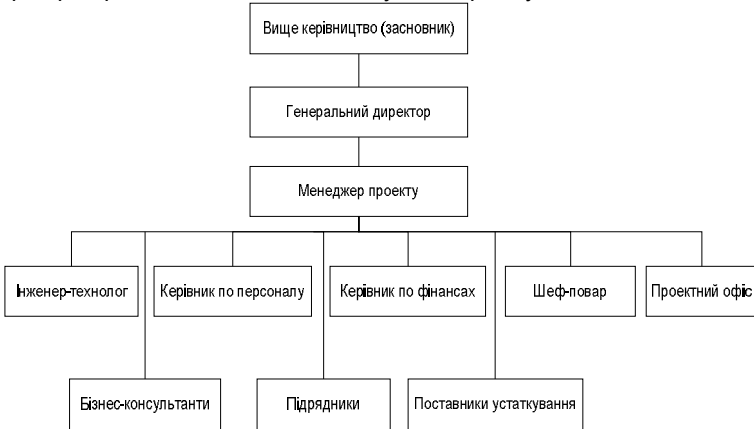 Вище керівництво (засновник)
Генеральний директор
Менеджер проекту
Інженер-технолог
Керівник по персоналу
Керівник по фінансах
Шеф-повар
Проектний офіс
Бізнес-консультанти
Підрядники
Поставники устаткування